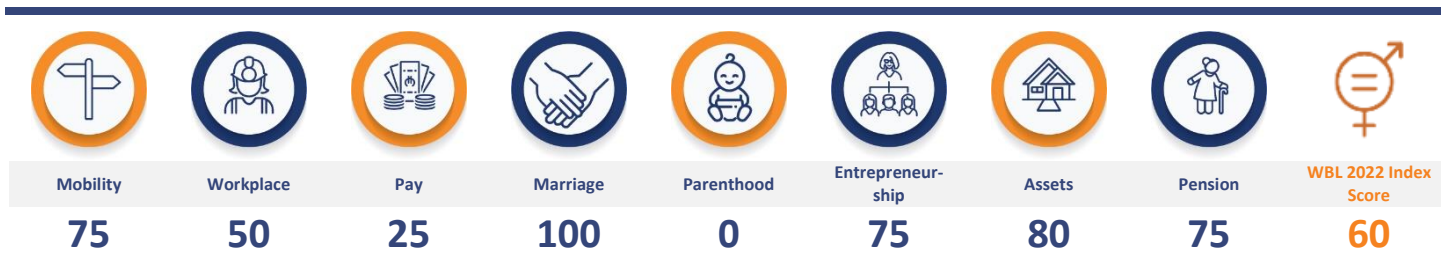 Mobility
Workplace
Pay
Marriage
Parenthood
Entrepreneur-
ship
Assets
Pension
WBL 2022 Index
Score
75
50
25
100
0
75
80
75
60